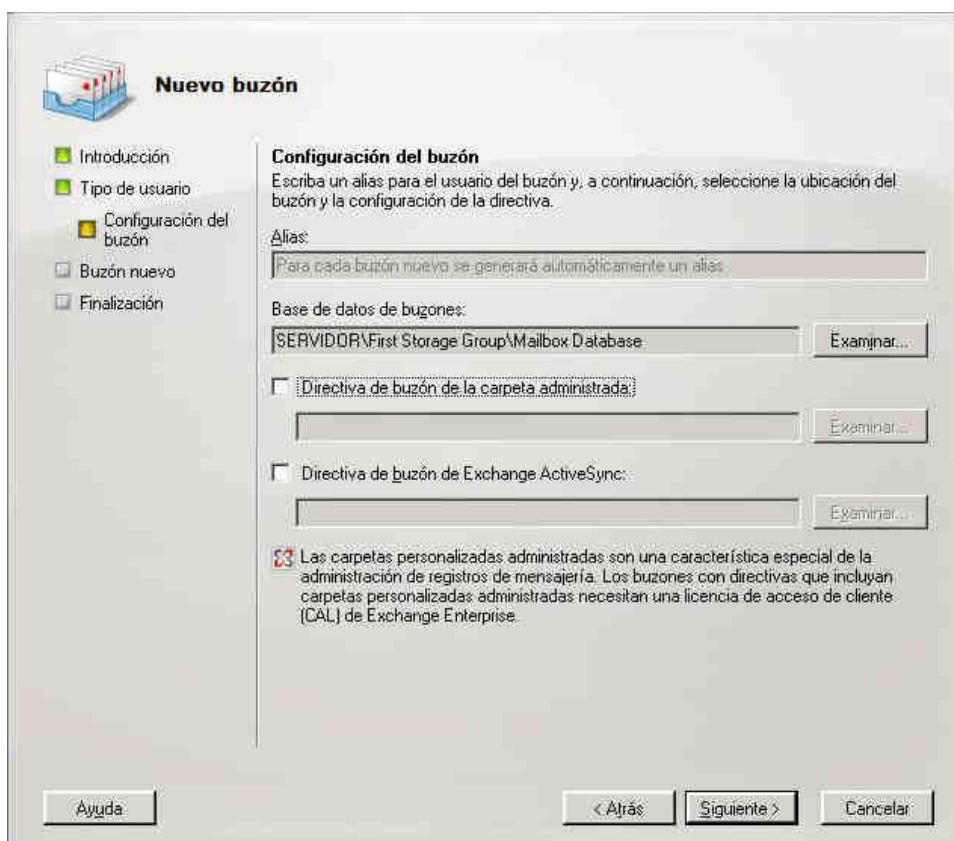 Nuevo buzón
Introducción
Tipo de usuario
Configuración del
buzón
Buzón nuevo
Finalización
Configuración del buzón
Escriba un alias para el usuario del buzón y, a continuación, seleccione la ubicación del
buzón y la configuración de la directiva.
Alias:
Para cada buzón nuevo se generará automáticamente un alias
Base de datos de buzones:
SERVIDOR\First Storage Group\Mailbox Database
Examinar...
Directiva de buzón de la carpeta administrada:
Examinar...
Directiva de buzón de Exchange ActiveSync:
Examinar...
Las carpetas personalizadas administradas son una característica especial de la
administración de registros de mensajería. Los buzones con directivas que incluyan
carpetas personalizadas administradas necesitan una licencia de acceso de cliente
(CAL) de Exchange Enterprise.
Ayuda
< Atrás
Siguiente >
Cancelar